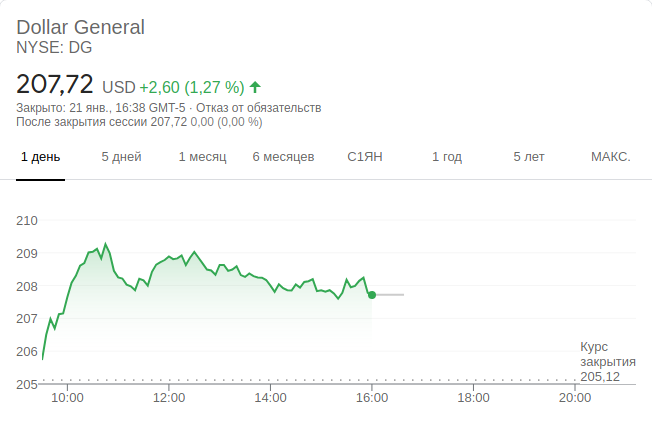 Dollar General
NYSE: DG
207,72 USD +2,60 (1,27 %) ↑
Закрыто: 21 янв., 16:38 GMT-5 · Отказ от обязательств
После закрытия сессии 207,72 0,00 (0,00 %)
1 день 5 дней 1 месяц 6 месяцев С1ЯН 1 год 5 лет МАКС.
210
209
208
207
206
Курс
закрытия
205,12
205
10:00 12:00 14:00 16:00 18:00 20:00